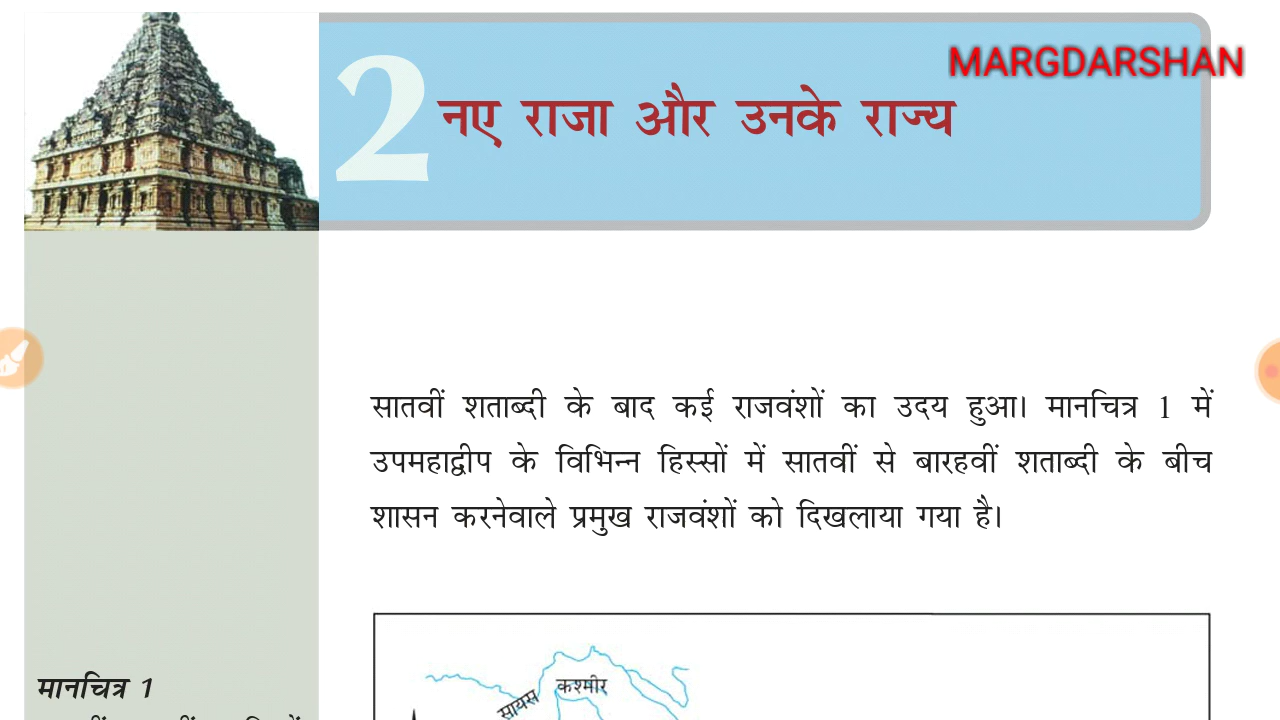 MARGDARSHAN
2 नए राजा और उनके राज्य
सातवीं शताब्दी के बाद कई राजवंशों का उदय हुआ। मानचित्र 1 में
उपमहाद्वीप के विभिन्न हिस्सों में सातवीं से बारहवीं शताब्दी के बीच
शासन करनेवाले प्रमुख राजवंशों को दिखलाया गया है।
कश्मीर
सायस
मानचित्र 1